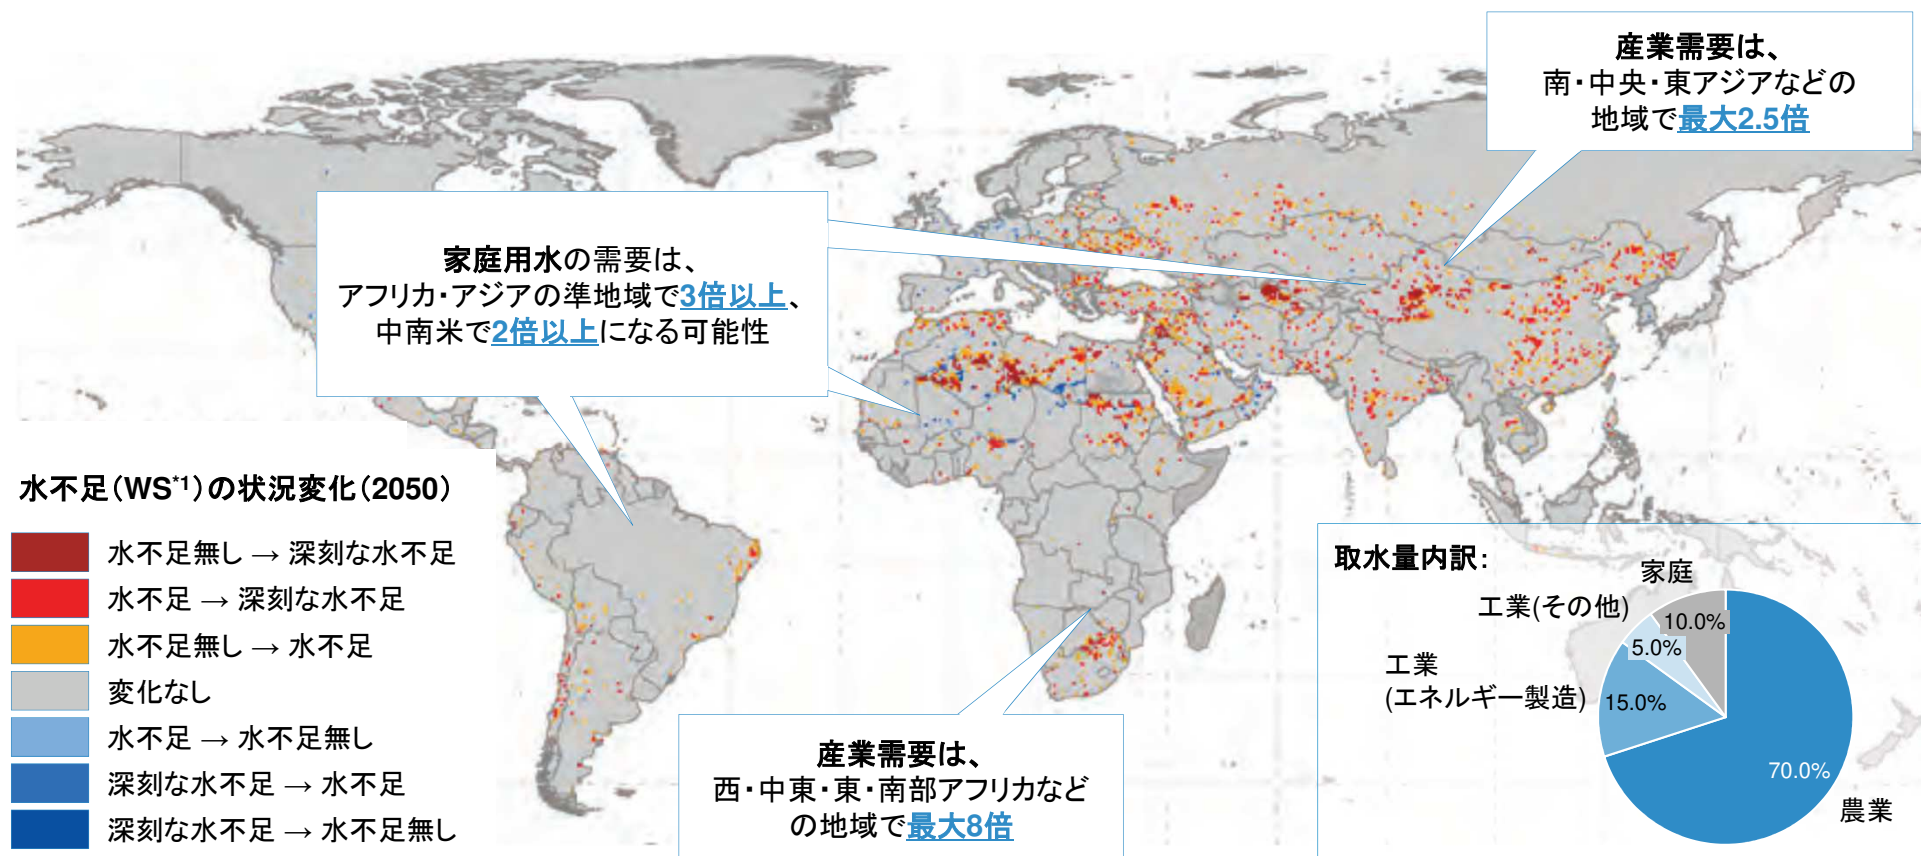 産業需要は、
南・中央・東アジアなどの
地域で最大2.5倍
家庭用水の需要は、
アフリカ・アジアの準地域で3倍以上、
中南米で2倍以上になる可能性
水不足（WS*1）の状況変化（2050）
水不足無し → 深刻な水不足
水不足 → 深刻な水不足
水不足無し → 水不足
変化なし
水不足 → 水不足無し
深刻な水不足 → 水不足
深刻な水不足 → 水不足無し
産業需要は、
西・中東・東・南部アフリカなど
の地域で最大8倍
取水量内訳：
家庭
10.0%
工業(その他)
5.0%
工業
(エネルギー製造)
15.0%
70.0%
農業